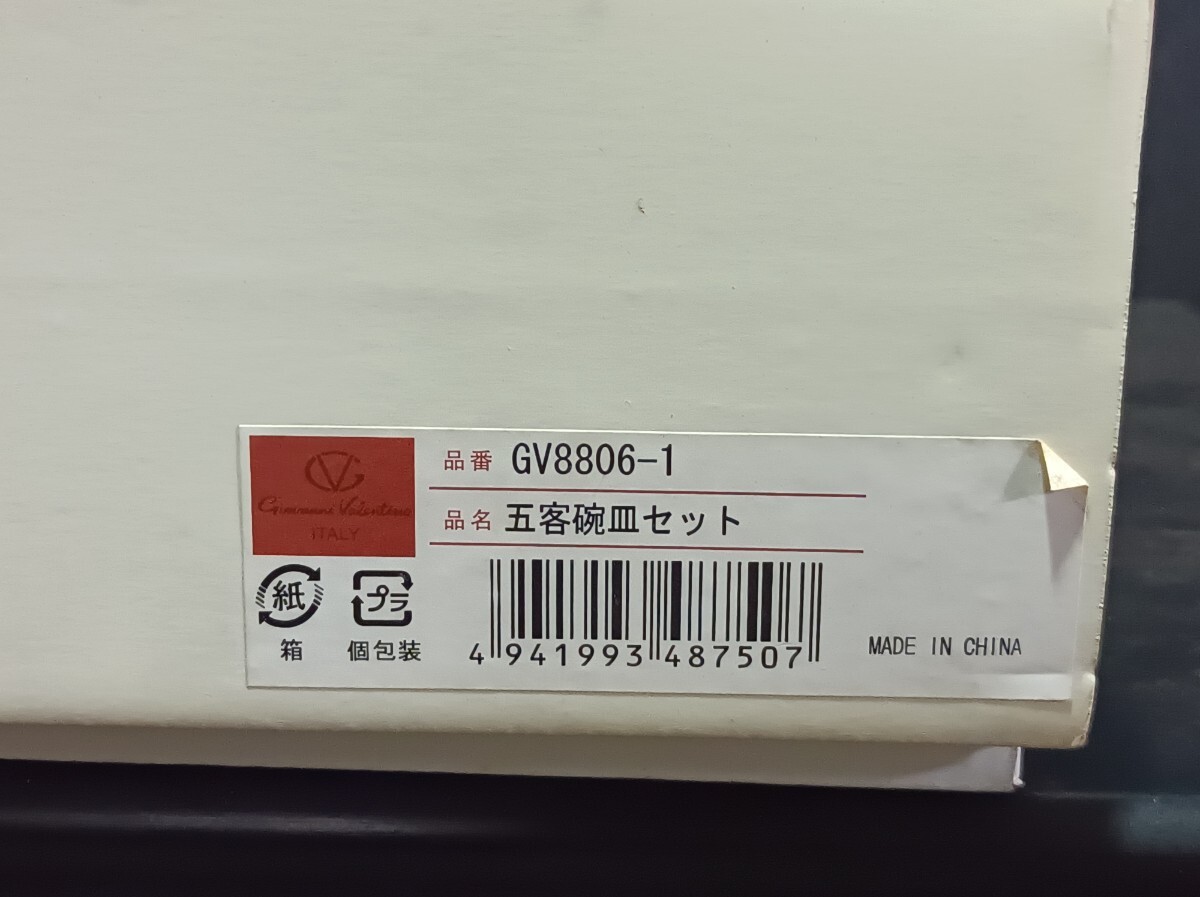 VG
Giovanni Valentino
ITALY
品番 GV8806-1
品名 五客碗皿セット
紙
プラ
箱
個包装
4 941993 487507
MADE IN CHINA